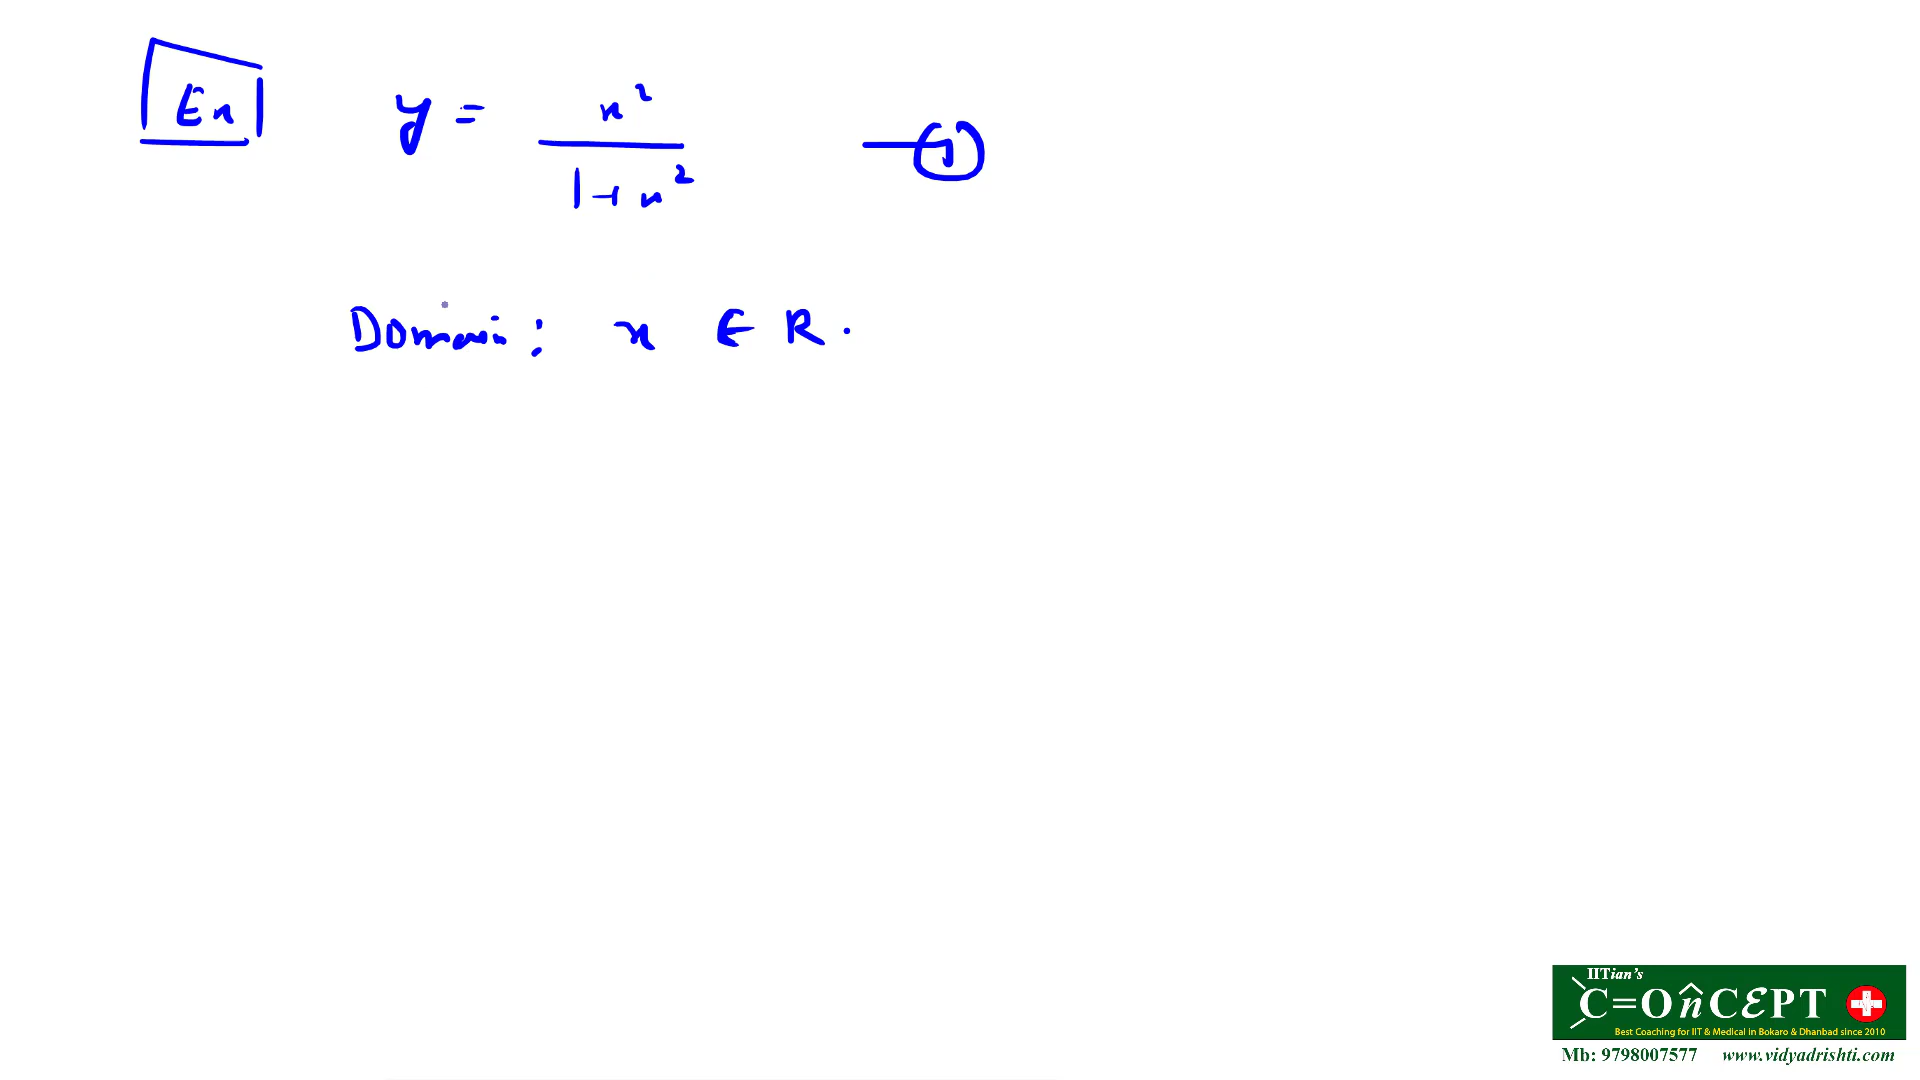 Ex y = x² / 1+x² —①
Domain: x ∈ R.
IITian's
C=OnCEPT
Best Coaching for IIT & Medical in Bokaro & Dhanbad since 2010
Mb: 9798007577 www.vidyadrishti.com